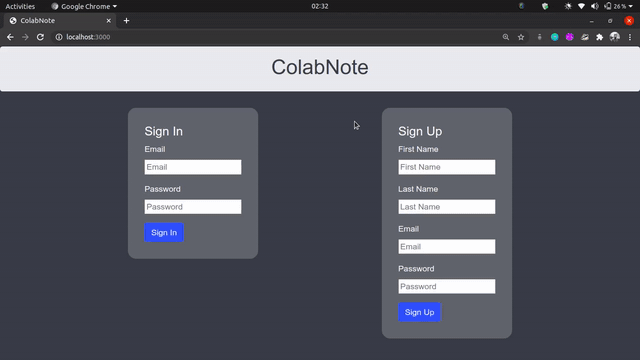 Activities
Google Chrome
02:32
26 %
ColabNote
localhost:3000
ColabNote
Sign In
Email
Email
Password
Password
Sign In
Sign Up
First Name
First Name
Last Name
Last Name
Email
Email
Password
Password
Sign Up